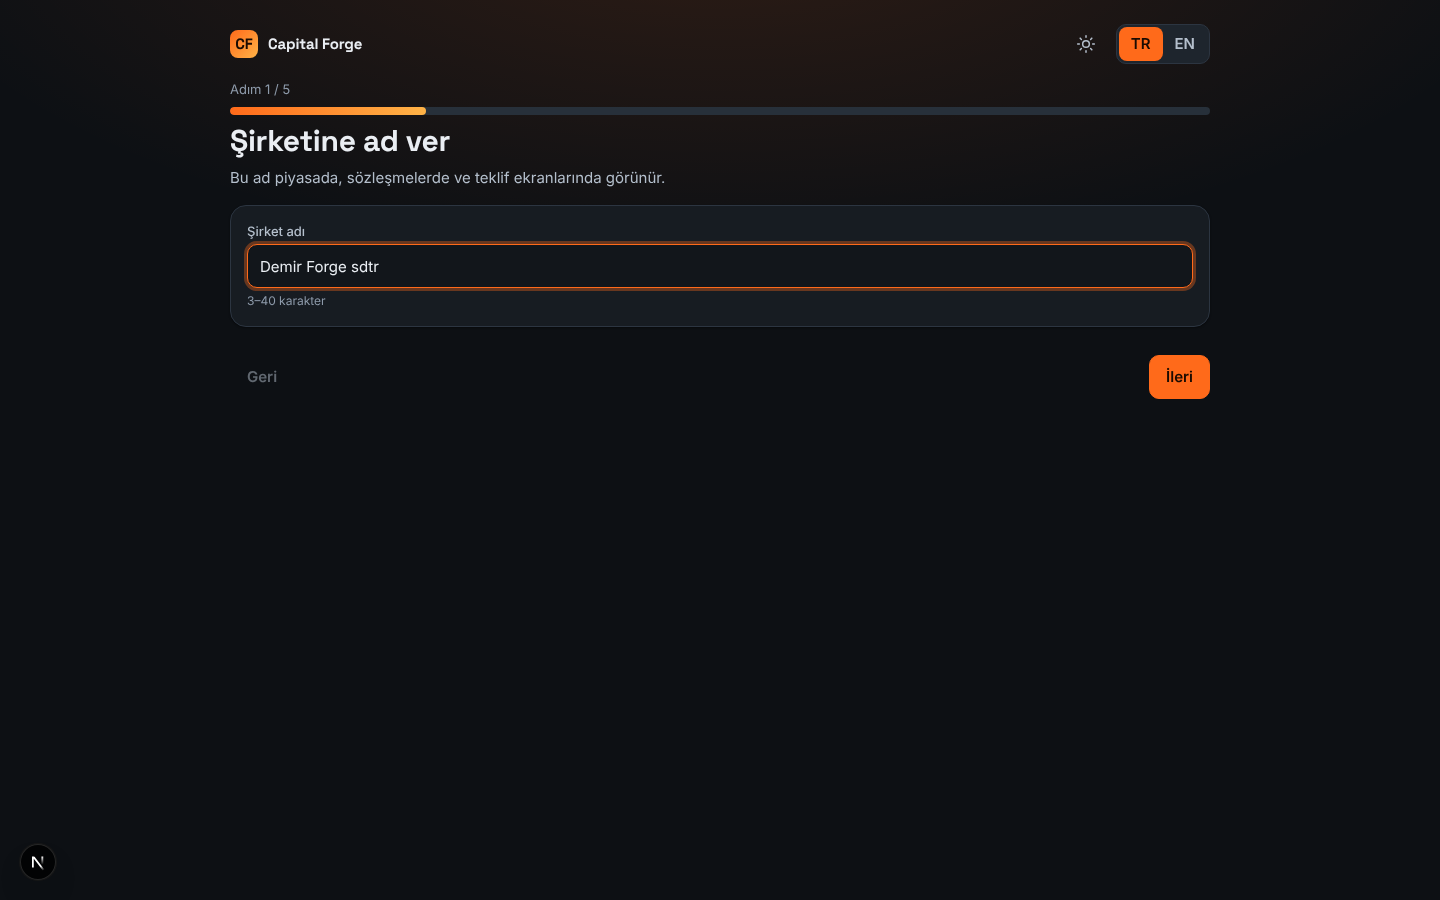 CF Capital Forge
TR EN
Adım 1 / 5
Şirketine ad ver
Bu ad piyasada, sözleşmelerde ve teklif ekranlarında görünür.
Şirket adı
Demir Forge sdtr
3–40 karakter
Geri İleri
N